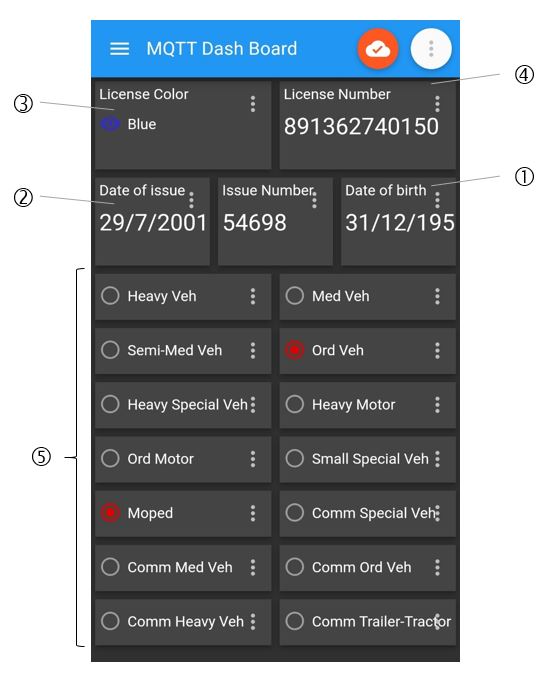 MQTT Dash Board
④
③
License Color
License Number
Blue
891362740150
①
②
Date of issue
Issue Number
Date of birth
29/7/2001
54698
31/12/195
Heavy Veh
Med Veh
Semi-Med Veh
Ord Veh
Heavy Special Veh
Heavy Motor
⑤
Ord Motor
Small Special Veh
Moped
Comm Special Veh
Comm Med Veh
Comm Ord Veh
Comm Heavy Veh
Comm Trailer-Tractor